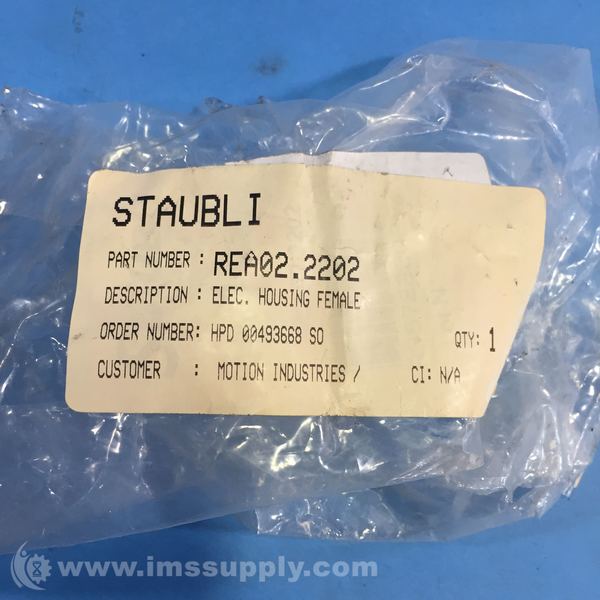 STAUBLI
PART NUMBER : REA02.2202
DESCRIPTION : ELEC. HOUSING FEMALE
ORDER NUMBER: HPD 00493668 SO QTY: 1
CUSTOMER : MOTION INDUSTRIES / CI: N/A
www.imssupply.com